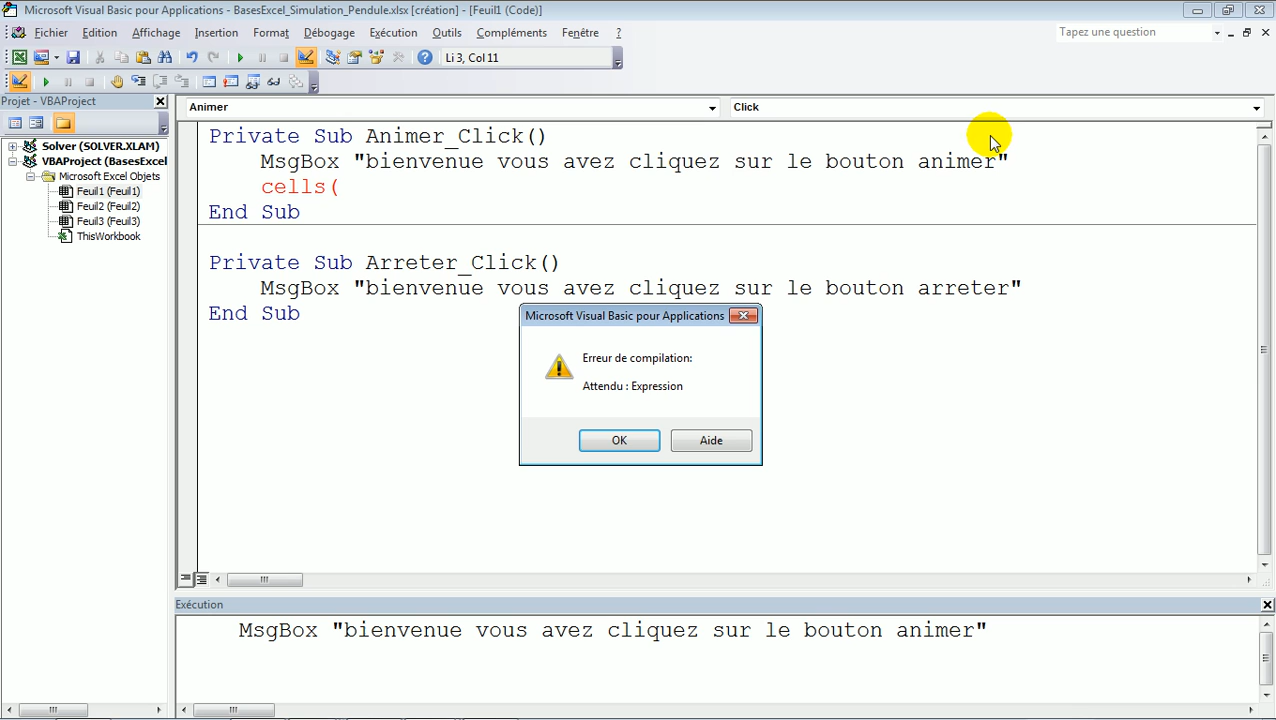 Microsoft Visual Basic pour Applications - BasesExcel_Simulation_Pendule.xlsx [création] - [Feuil1 (Code)]
Fichier Edition Affichage Insertion Format Débogage Exécution Outils Compléments Fenêtre ? Tapez une question
Li 3, Col 11
Projet - VBAProject
Animer Click
Solver (SOLVER.XLAM)
VBAProject (BasesExcel
Microsoft Excel Objets
Feuil1 (Feuil1)
Feuil2 (Feuil2)
Feuil3 (Feuil3)
ThisWorkbook
Private Sub Animer_Click()
MsgBox "bienvenue vous avez cliquez sur le bouton animer"
cells(
End Sub
Private Sub Arreter_Click()
MsgBox "bienvenue vous avez cliquez sur le bouton arreter"
End Sub
Microsoft Visual Basic pour Applications
Erreur de compilation:
Attendu : Expression
OK Aide
Exécution
MsgBox "bienvenue vous avez cliquez sur le bouton animer"